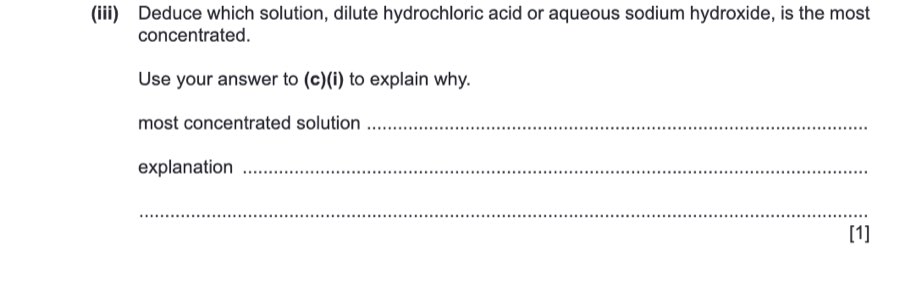 (iii) Deduce which solution, dilute hydrochloric acid or aqueous sodium hydroxide, is the most
concentrated.
Use your answer to (c)(i) to explain why.
most concentrated solution ........................................................................................................
explanation ..................................................................................................................................
........................................................................................................................................................
[1]